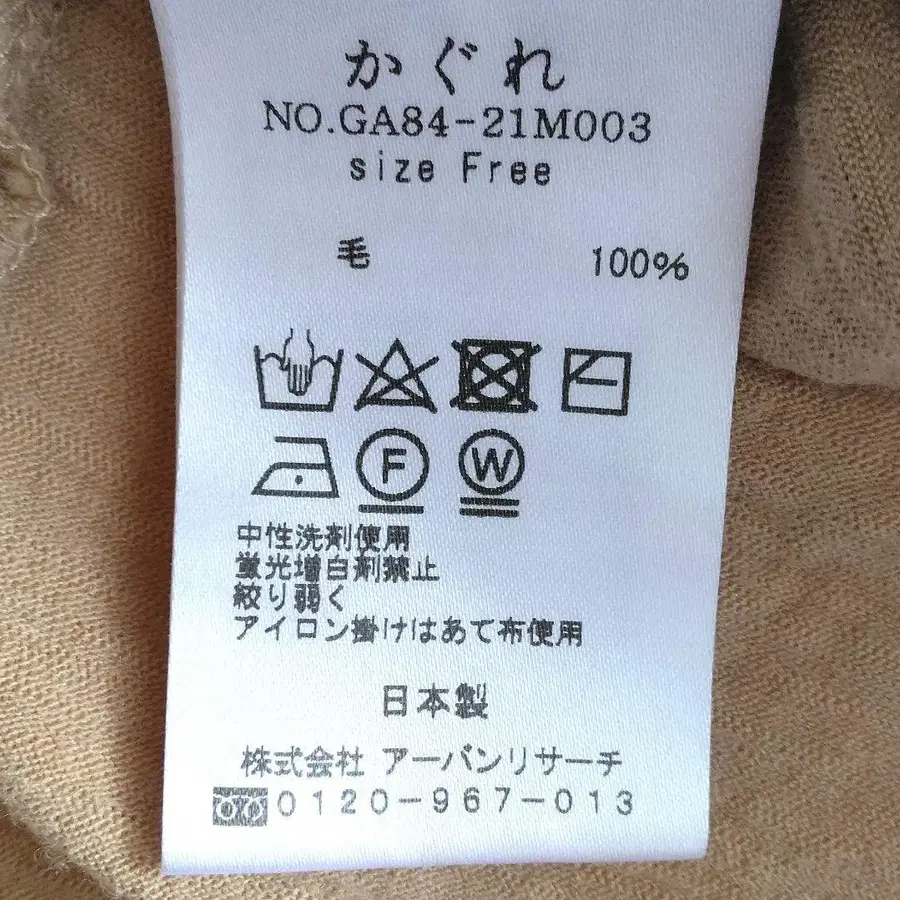 かぐれ
NO.GA84-21M003
size Free
毛 100%
F W
中性洗剤使用
蛍光増白剤禁止
絞り弱く
アイロン掛けはあて布使用
日本製
株式会社 アーバンリサーチ
0120-967-013